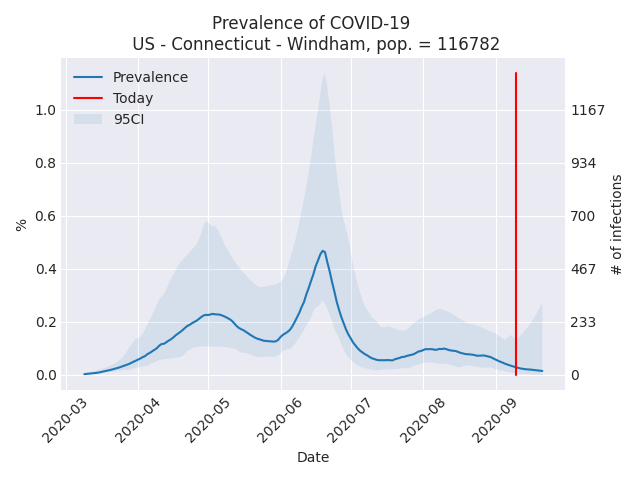 Prevalence of COVID-19
US - Connecticut - Windham, pop. = 116782
Prevalence
Today
95CI
1.0
0.8
0.6
0.4
0.2
0.0
%
1167
934
700
467
233
0
# of infections
2020-03
2020-04
2020-05
2020-06
2020-07
2020-08
2020-09
Date